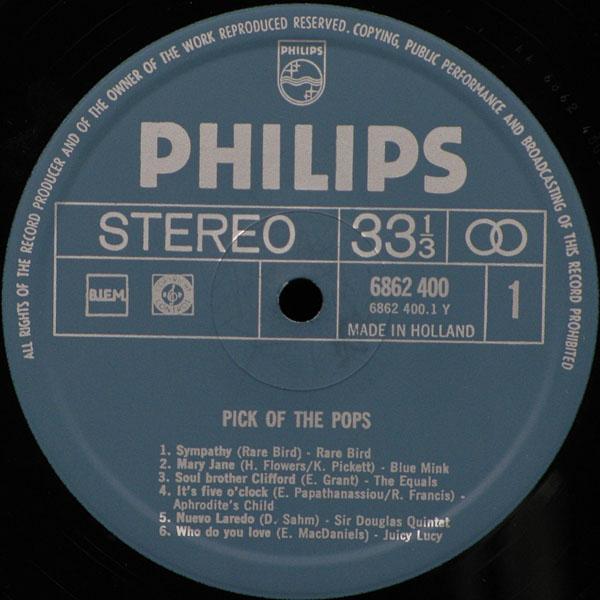 ALL RIGHTS OF THE RECORD PRODUCER AND OF THE OWNER OF THE WORK REPRODUCED RESERVED. COPYING, PUBLIC PERFORMANCE AND BROADCASTING OF THIS RECORD PROHIBITED
PHILIPS
PHILIPS
STEREO 33 1/3
B.I.E.M. 6862 400 1
6862 400.1 Y
MADE IN HOLLAND
PICK OF THE POPS
1. Sympathy (Rare Bird) - Rare Bird
2. Mary Jane (H. Flowers/K. Pickett) - Blue Mink
3. Soul brother Clifford (E. Grant) - The Equals
4. It's five o'clock (E. Papathanassiou/R. Francis) -
Aphrodite's Child
5. Nuevo Laredo (D. Sahm) - Sir Douglas Quintet
6. Who do you love (E. MacDaniels) - Juicy Lucy